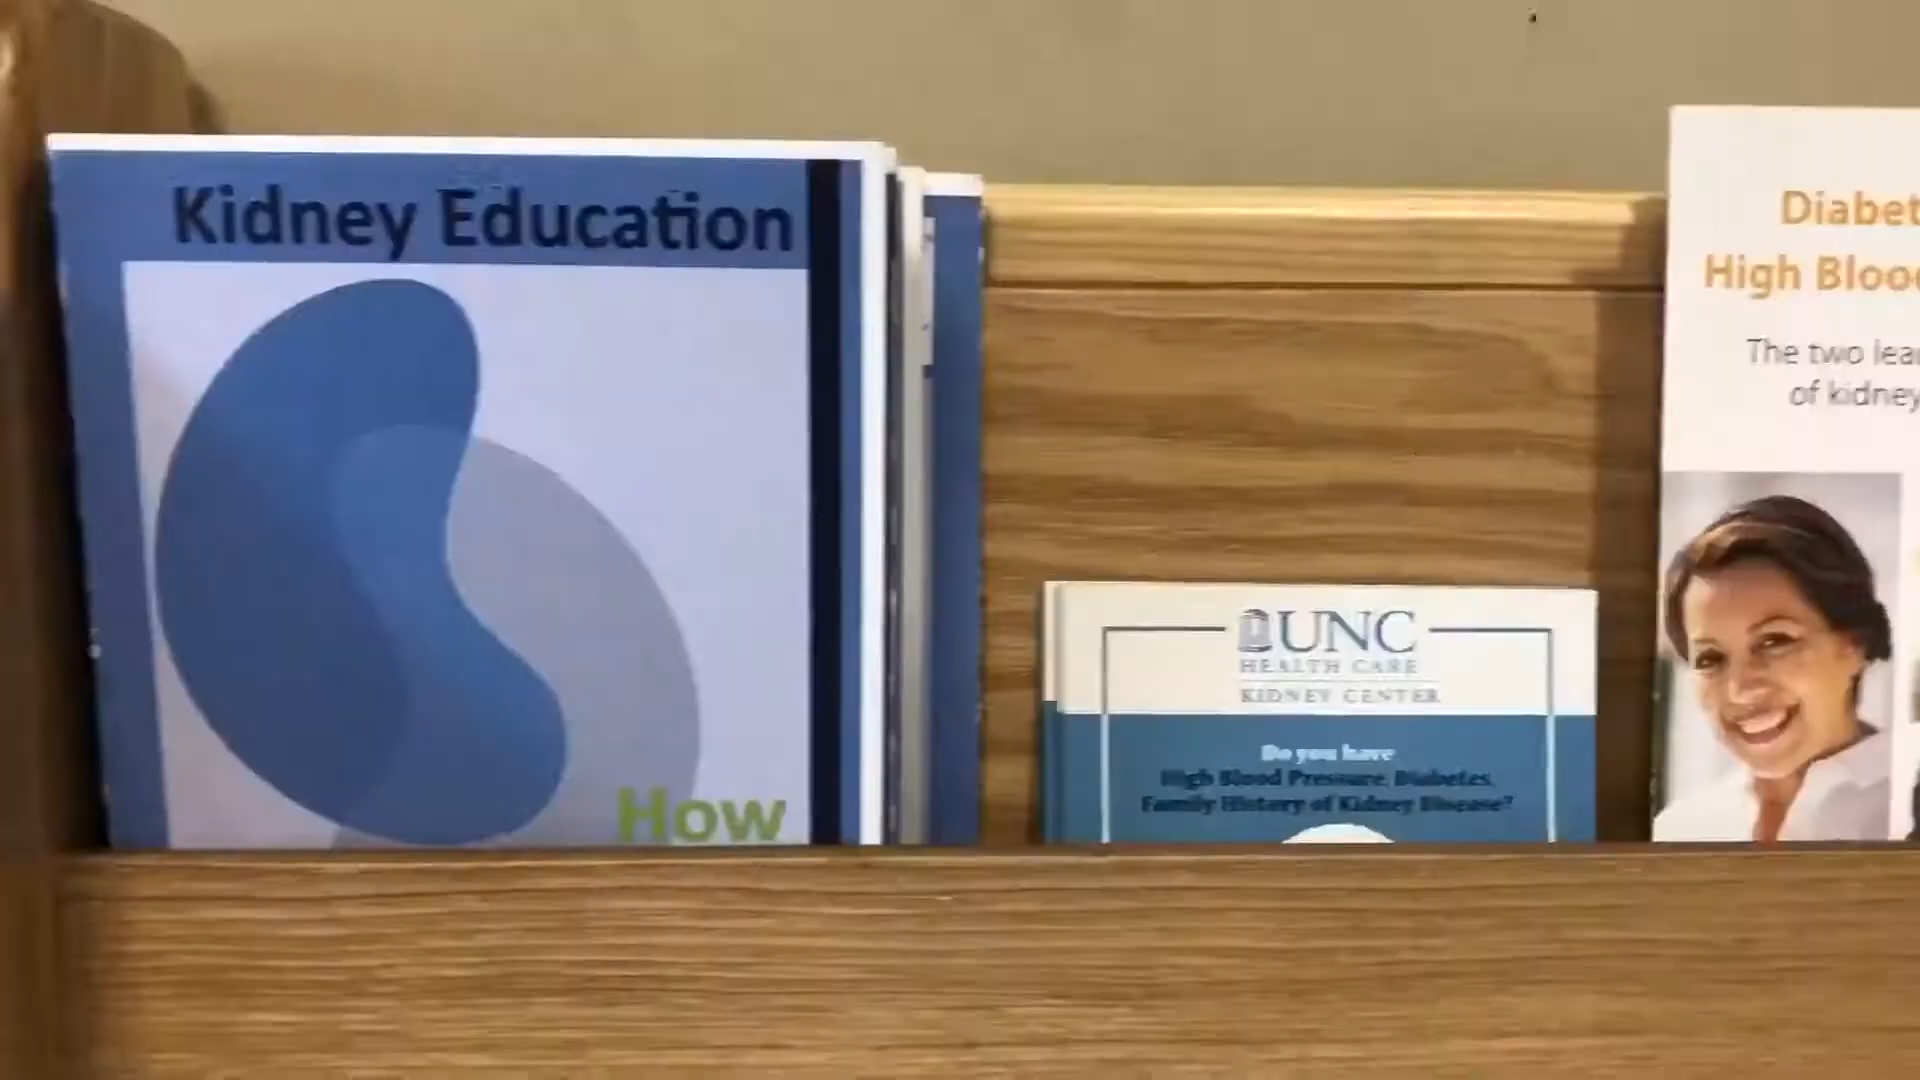 Kidney Education
How
UNC
HEALTH CARE
KIDNEY CENTER
Do you have
High Blood Pressure, Diabetes,
Family History of Kidney Disease?
Diabet
High Bloo
The two lea
of kidney